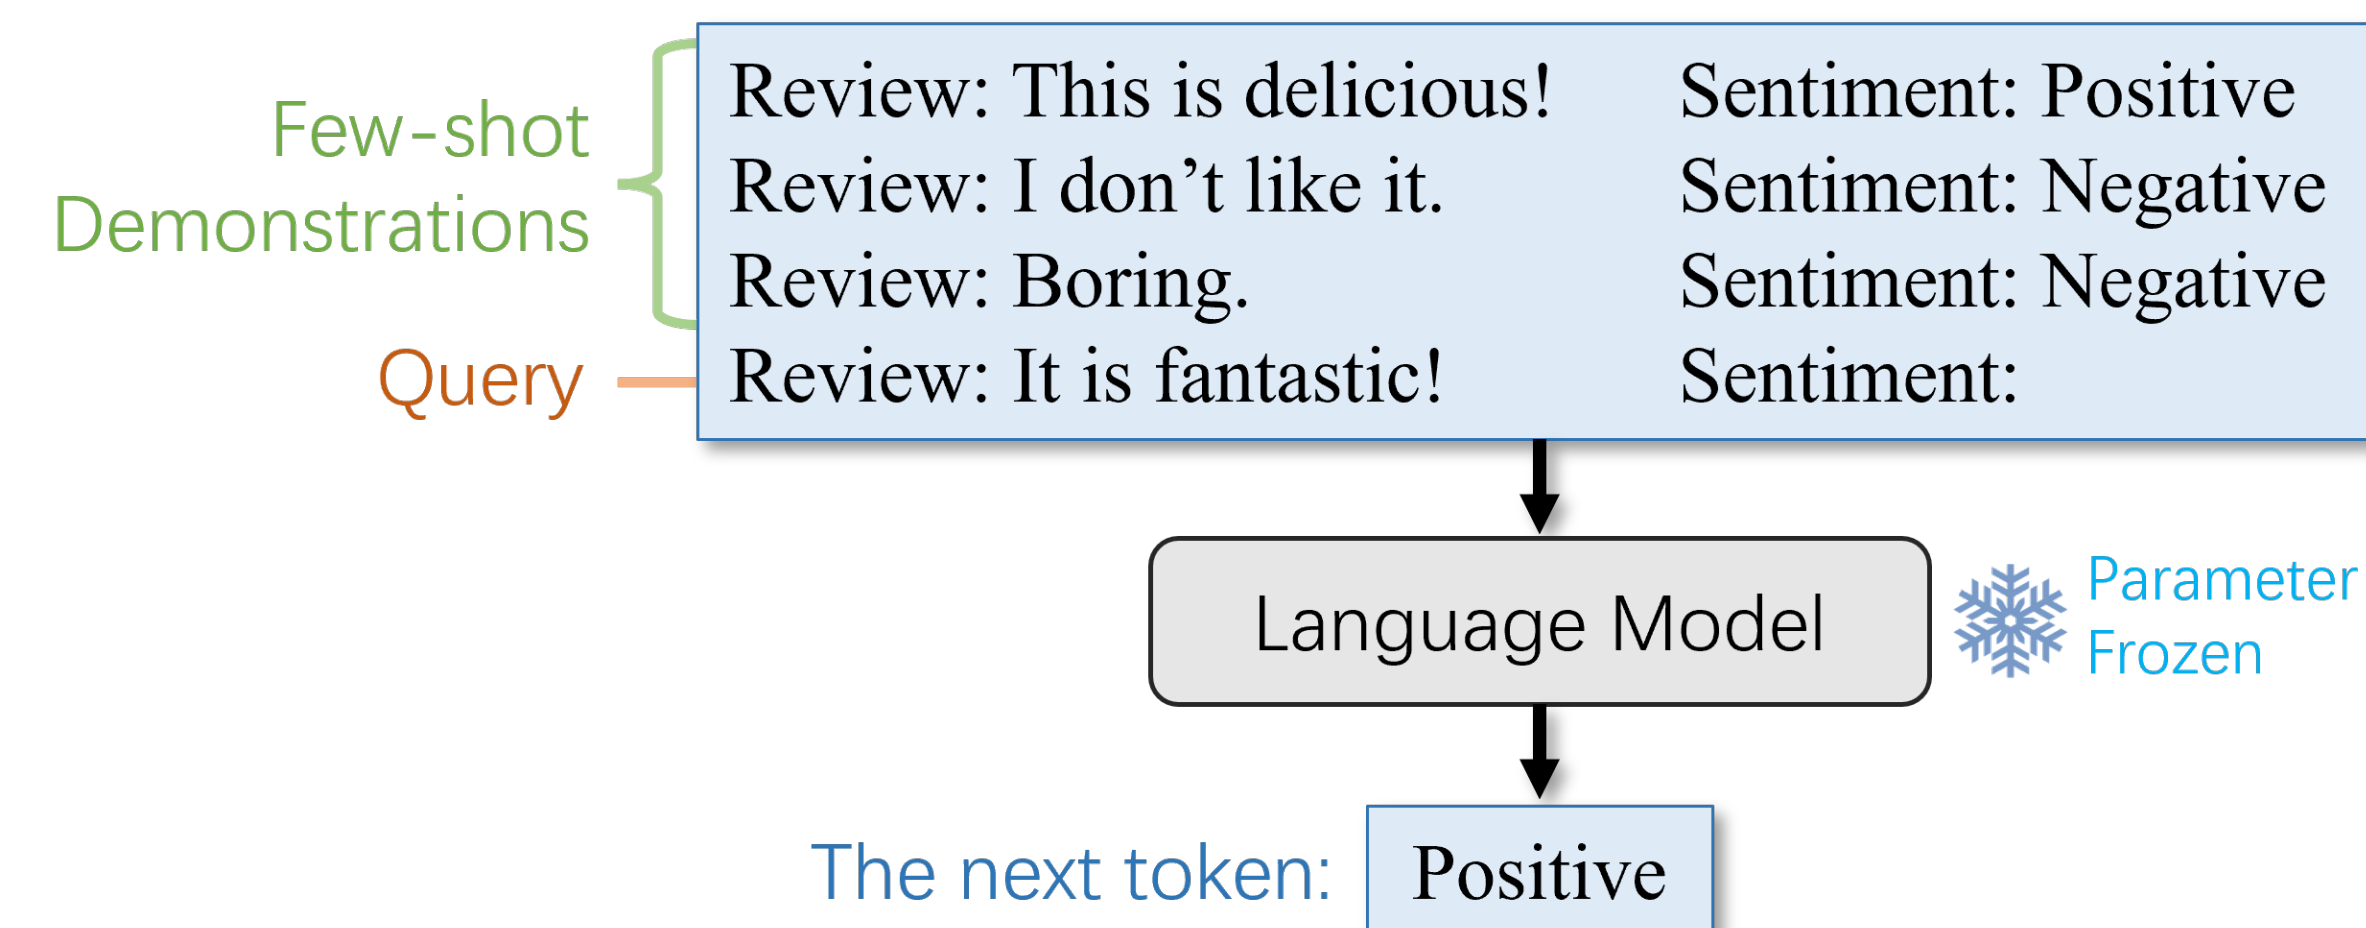 Few-shot
Demonstrations
Review: This is delicious! Sentiment: Positive
Review: I don’t like it. Sentiment: Negative
Review: Boring. Sentiment: Negative
Query
Review: It is fantastic! Sentiment:
Language Model
Parameter
Frozen
The next token: Positive